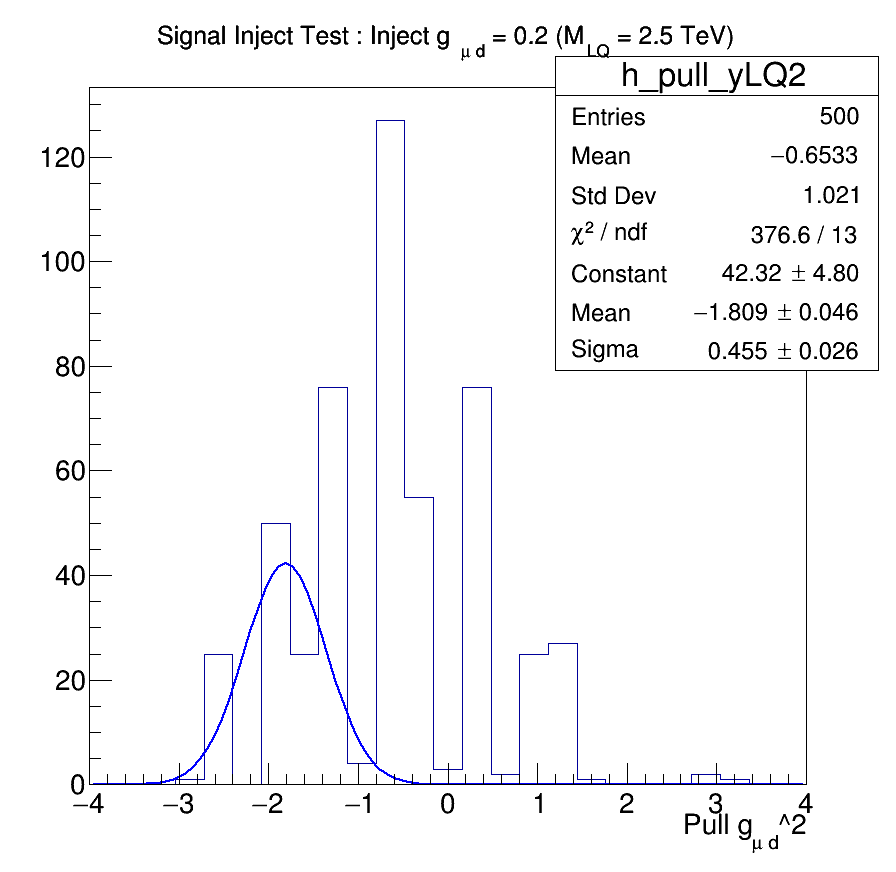 Signal Inject Test : Inject g μ d = 0.2 (M LQ = 2.5 TeV)
h_pull_yLQ2
Entries 500
Mean −0.6533
Std Dev 1.021
χ² / ndf 376.6 / 13
Constant 42.32 ± 4.80
Mean −1.809 ± 0.046
Sigma 0.455 ± 0.026
120
100
80
60
40
20
0
−4 −3 −2 −1 0 1 2 3 4
Pull g μ d^2